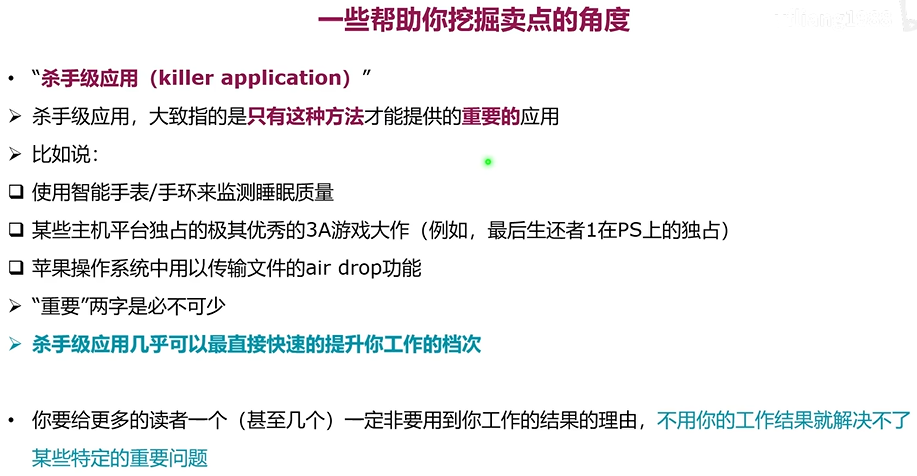 一些帮助你挖掘卖点的角度
• “杀手级应用（killer application）”
➢ 杀手级应用，大致指的是只有这种方法才能提供的重要的应用
➢ 比如说：
❑ 使用智能手表/手环来监测睡眠质量
❑ 某些主机平台独占的极其优秀的3A游戏大作（例如，最后生还者1在PS上的独占）
❑ 苹果操作系统中用以传输文件的air drop功能
➢ “重要”两字是必不可少
➢ 杀手级应用几乎可以最直接快速的提升你工作的档次
• 你要给更多的读者一个（甚至几个）一定非要用到你工作的结果的理由，不用你的工作结果就解决不了
某些特定的重要问题